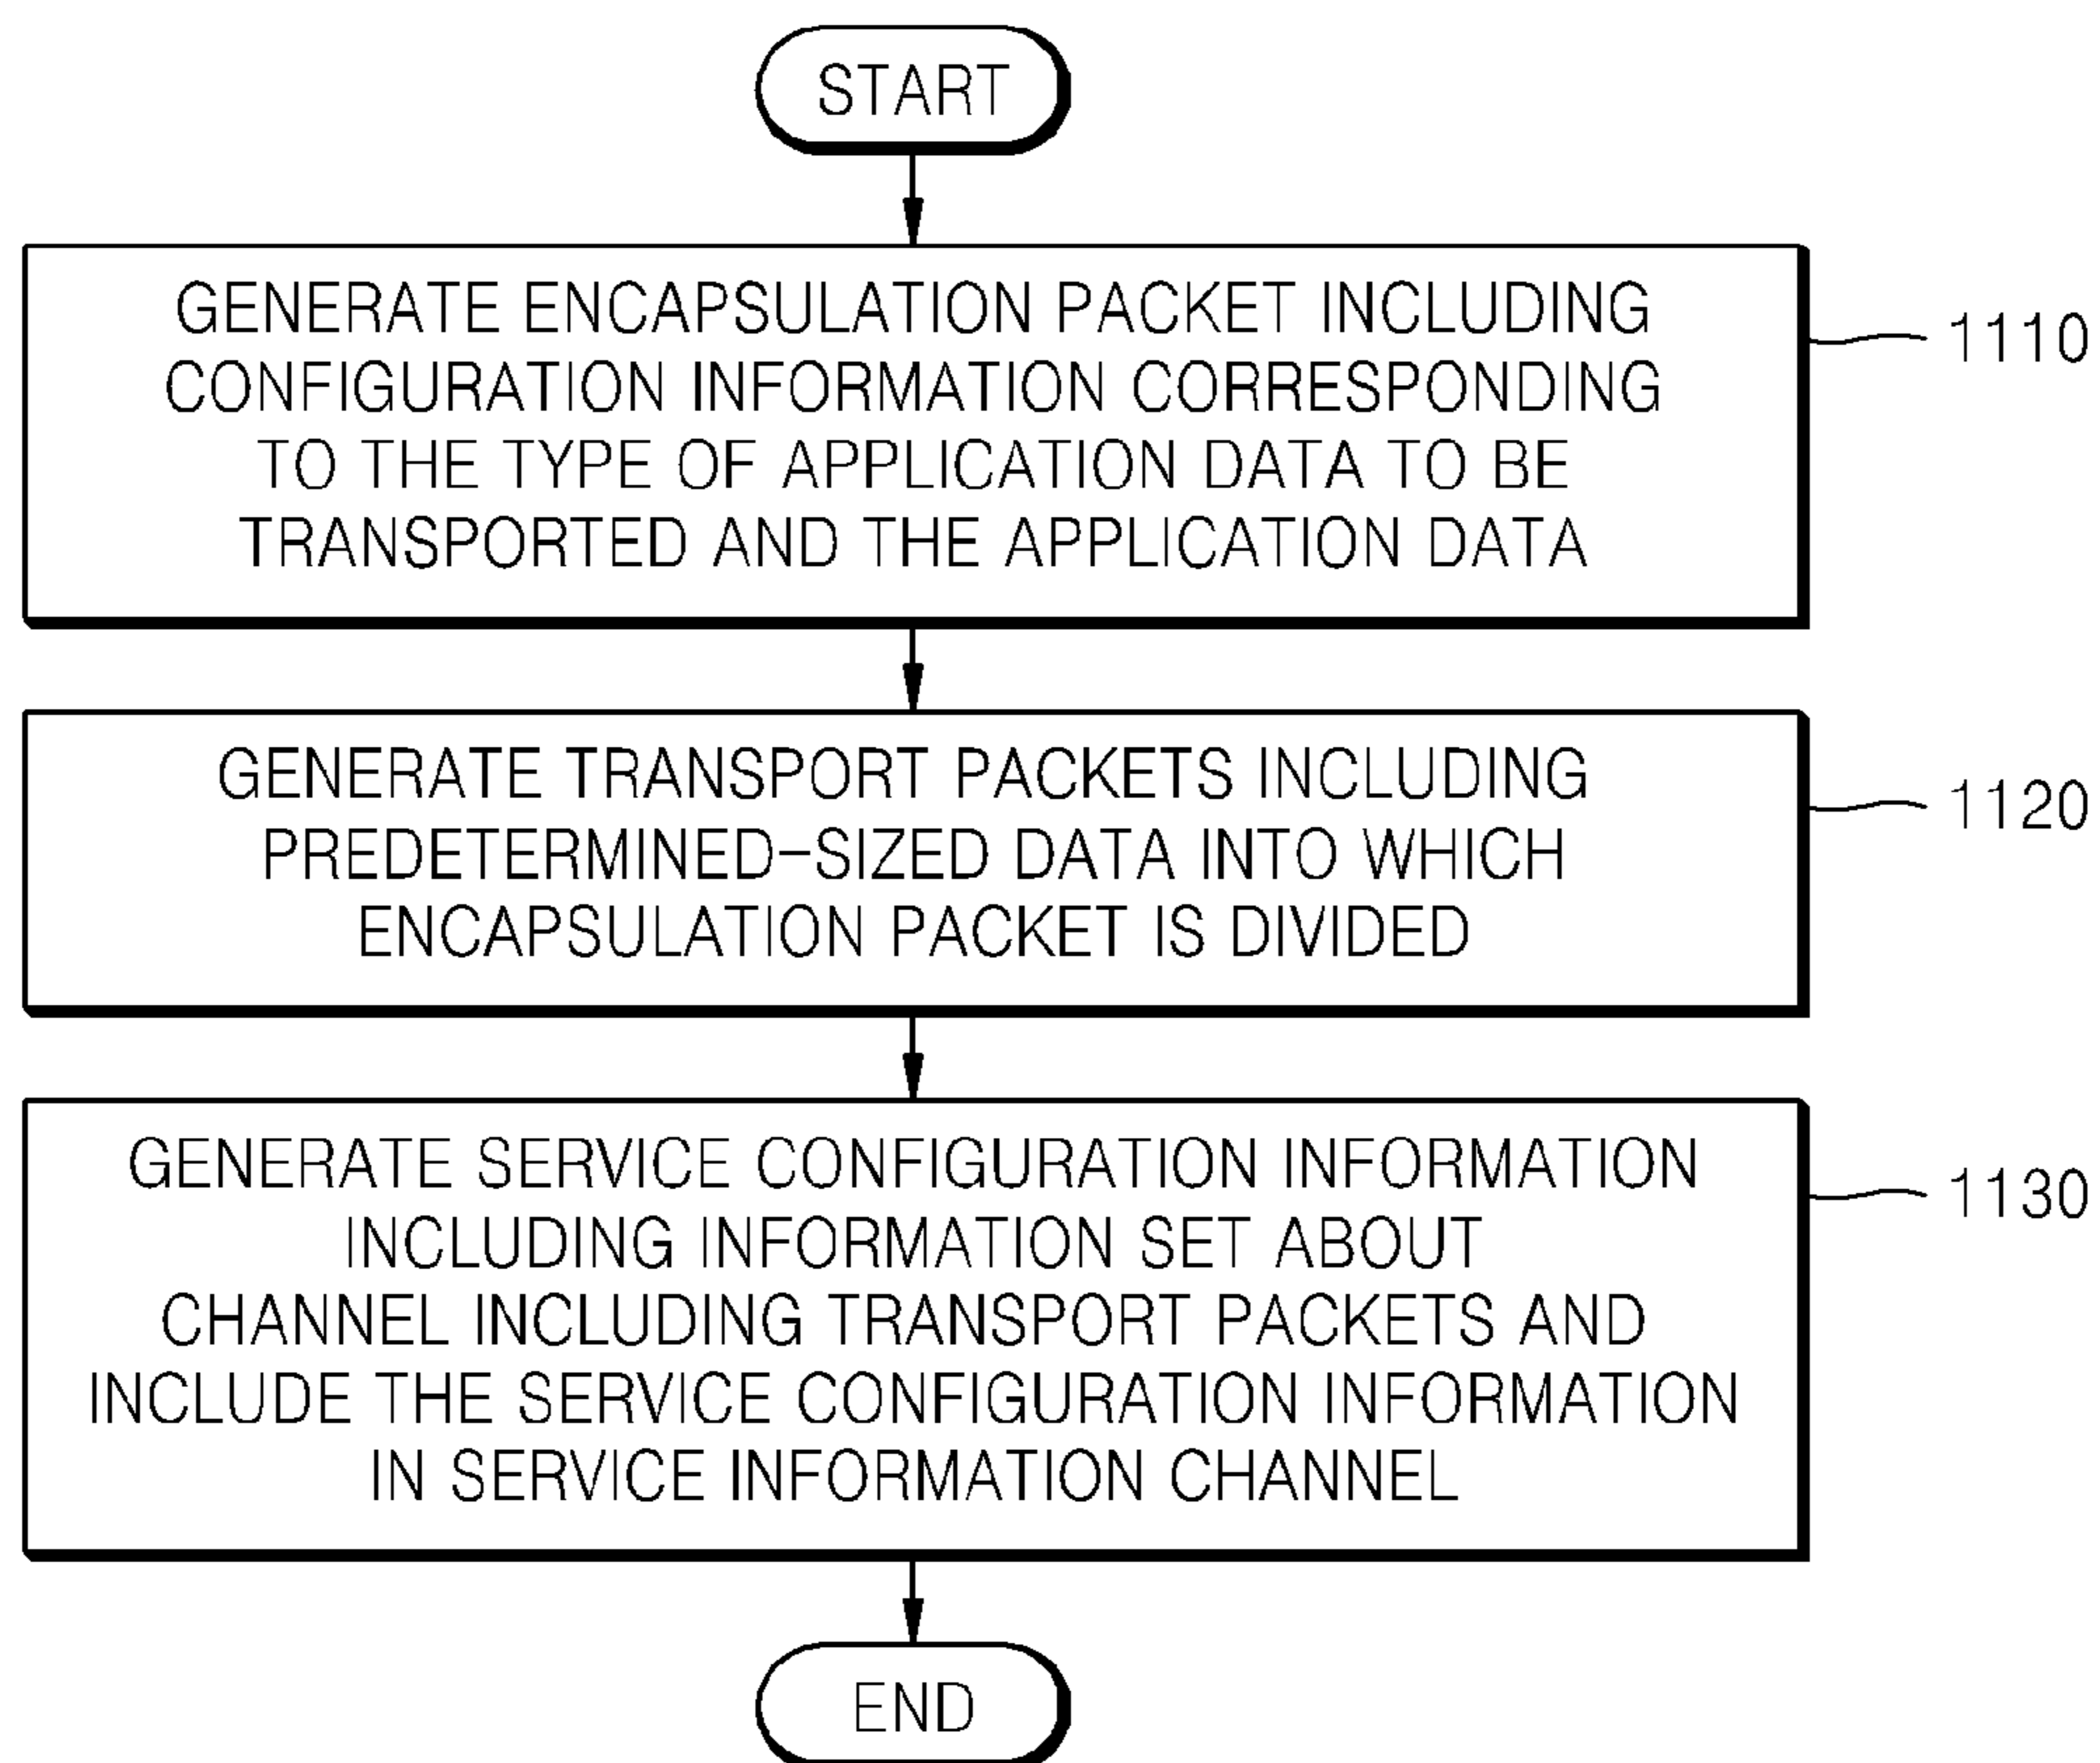 START
GENERATE ENCAPSULATION PACKET INCLUDING
CONFIGURATION INFORMATION CORRESPONDING
TO THE TYPE OF APPLICATION DATA TO BE
TRANSPORTED AND THE APPLICATION DATA
1110
GENERATE TRANSPORT PACKETS INCLUDING
PREDETERMINED-SIZED DATA INTO WHICH
ENCAPSULATION PACKET IS DIVIDED
1120
GENERATE SERVICE CONFIGURATION INFORMATION
INCLUDING INFORMATION SET ABOUT
CHANNEL INCLUDING TRANSPORT PACKETS AND
INCLUDE THE SERVICE CONFIGURATION INFORMATION
IN SERVICE INFORMATION CHANNEL
1130
END